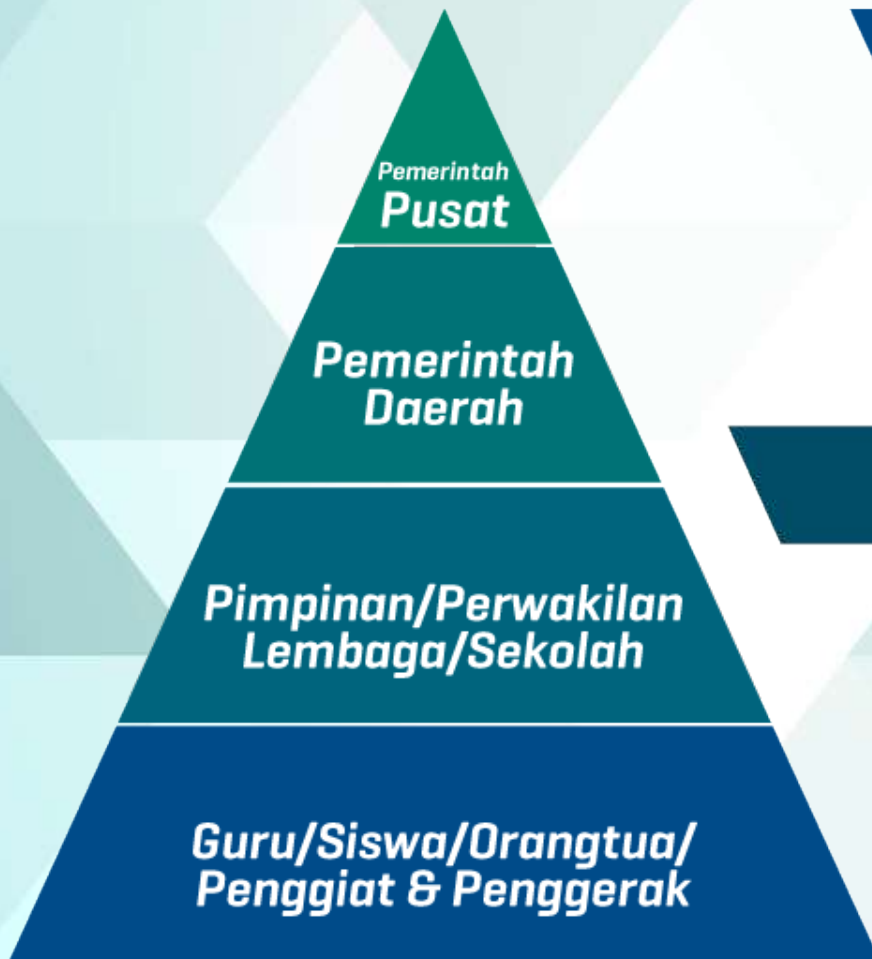 Pemerintah
Pusat
Pemerintah
Daerah
Pimpinan/Perwakilan
Lembaga/Sekolah
Guru/Siswa/Orangtua/
Penggiat & Penggerak